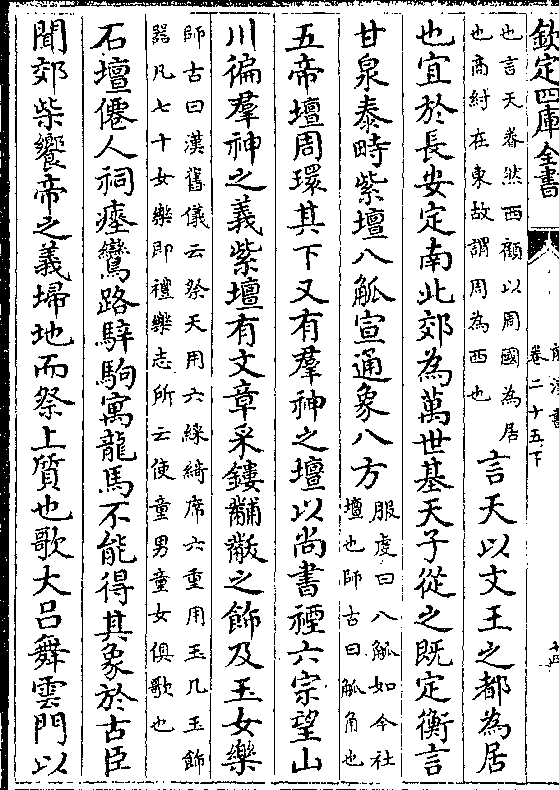 欽定四庫全書
前漢書
卷二十五下
也言天眷然西顧以周國為居
也商紂在東故謂周為西也
言天以文王之都為居
也宜於長安定南北郊為萬世基天子從之既定衡言
甘泉泰畤紫壇八觚宣通象八方
服虔曰八觚如今社
壇也師古曰觚角也
五帝壇周環其下又有羣神之壇以尚書禋六宗望山
川徧羣神之義紫壇有文章采鏤黼黻之飾及玉女樂
師古曰漢舊儀云祭天用六綵綺席六重用玉几玉飾
器凡七十女樂即禮樂志所云使童男童女俱歌也
石壇僊人祠瘞鸞路騂駒寓龍馬不能得其象於古臣
聞郊柴饗帝之義埽地而祭上質也歌大呂舞雲門以